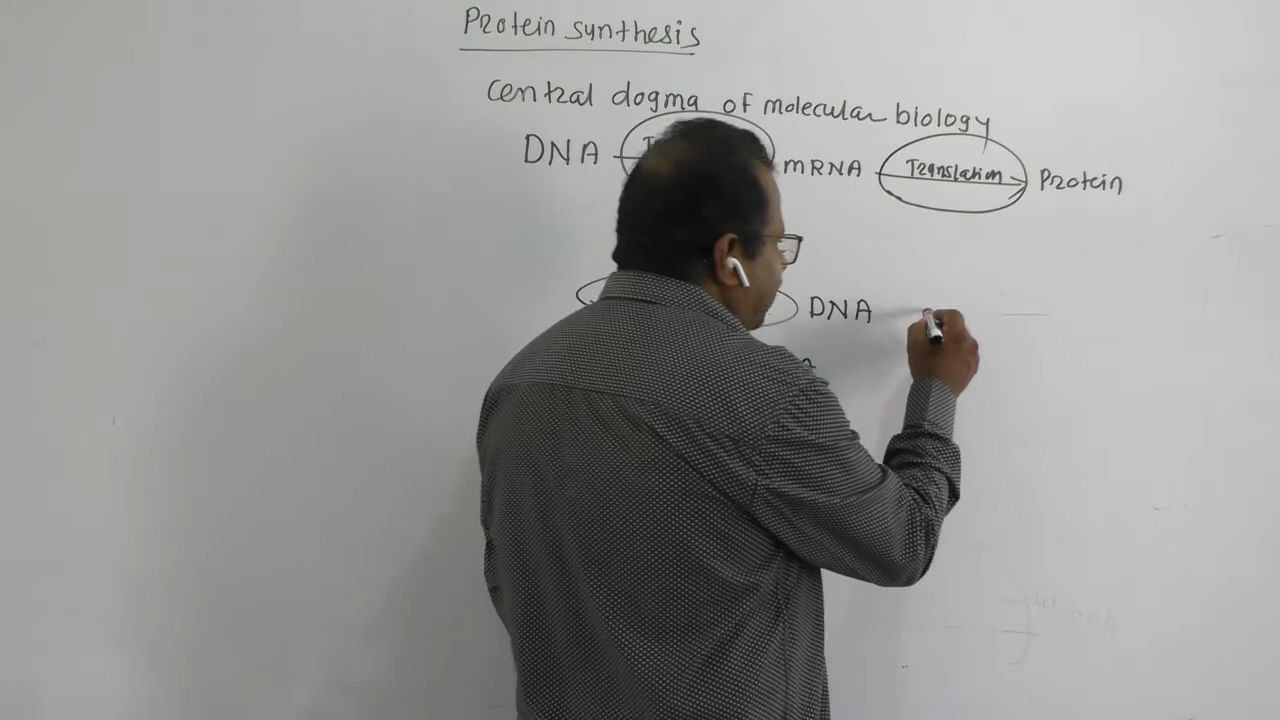 Protein synthesis
central dogma of molecular biology
DNA mRNA Translation Protein
DNA